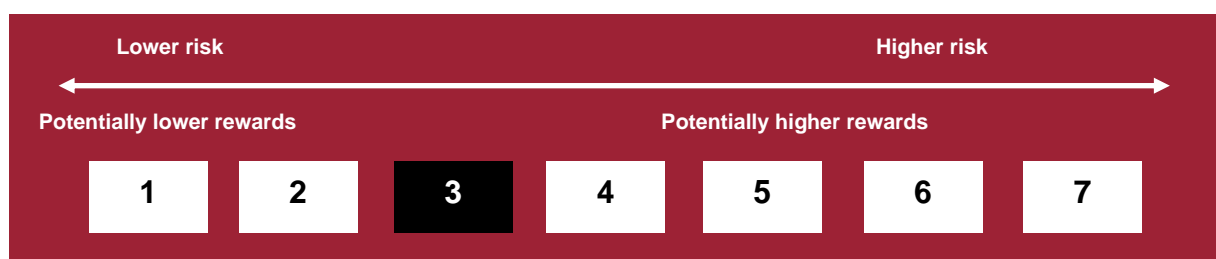 Lower risk Higher risk
Potentially lower rewards Potentially higher rewards
1 2 3 4 5 6 7